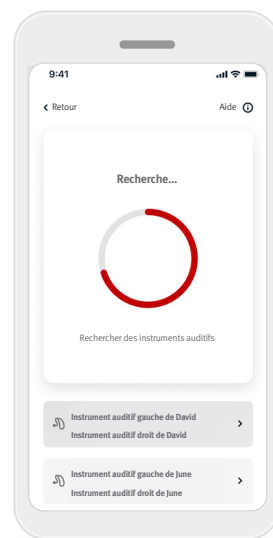 9:41
Retour Aide
Recherche...
Rechercher des instruments auditifs
Instrument auditif gauche de David
Instrument auditif droit de David
Instrument auditif gauche de June
Instrument auditif droit de June